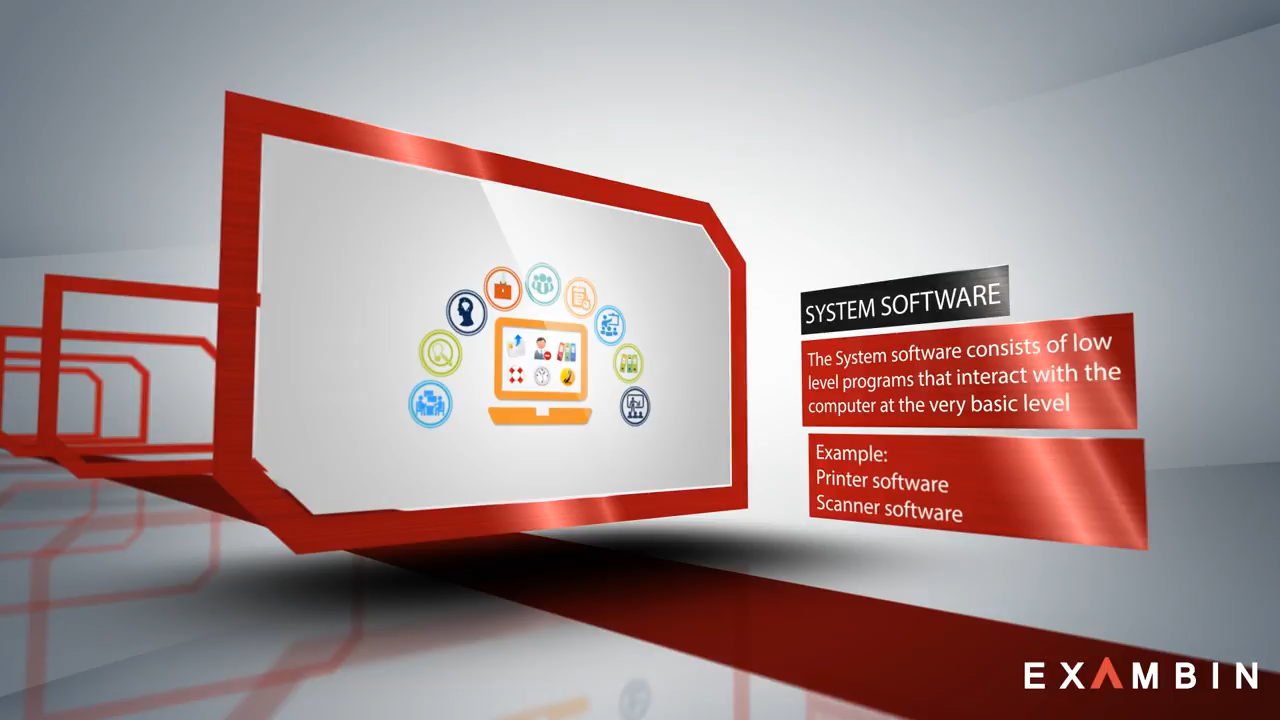 SYSTEM SOFTWARE
The System software consists of low
level programs that interact with the
computer at the very basic level
Example:
Printer software
Scanner software
EXAMBIN